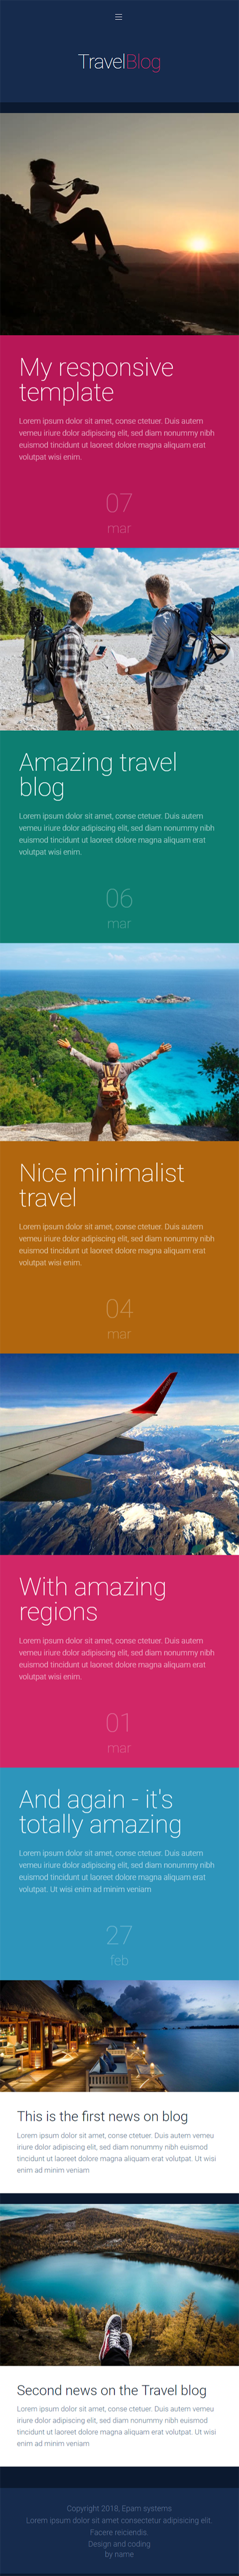 TravelBlog
My responsive
template
Lorem ipsum dolor sit amet, conse ctetuer. Duis autem
verneu iriure dolor adipiscing elit, sed diam nonummy nibh
euismod tincidunt ut laoreet dolore magna aliquam erat
volutpat wisi enim.
07
mar
Amazing travel
blog
Lorem ipsum dolor sit amet, conse ctetuer. Duis autem
verneu iriure dolor adipiscing elit, sed diam nonummy nibh
euismod tincidunt ut laoreet dolore magna aliquam erat
volutpat wisi enim.
06
mar
Nice minimalist
travel
Lorem ipsum dolor sit amet, conse ctetuer. Duis autem
verneu iriure dolor adipiscing elit, sed diam nonummy nibh
euismod tincidunt ut laoreet dolore magna aliquam erat
volutpat wisi enim.
04
mar
With amazing
regions
Lorem ipsum dolor sit amet, conse ctetuer. Duis autem
verneu iriure dolor adipiscing elit, sed diam nonummy nibh
euismod tincidunt ut laoreet dolore magna aliquam erat
volutpat wisi enim.
01
mar
And again - it's
totally amazing
Lorem ipsum dolor sit amet, conse ctetuer. Duis autem
verneu iriure dolor adipiscing elit, sed diam nonummy nibh
euismod tincidunt ut laoreet dolore magna aliquam erat
volutpat. Ut wisi enim ad minim veniam
27
feb
This is the first news on blog
Lorem ipsum dolor sit amet, conse ctetuer. Duis autem verneu
iriure dolor adipiscing elit, sed diam nonummy nibh euismod
tincidunt ut laoreet dolore magna aliquam erat volutpat. Ut wisi
enim ad minim veniam
Second news on the Travel blog
Lorem ipsum dolor sit amet, conse ctetuer. Duis autem verneu
iriure dolor adipiscing elit, sed diam nonummy nibh euismod
tincidunt ut laoreet dolore magna aliquam erat volutpat. Ut wisi
enim ad minim veniam
Copyright 2018, Epam systems
Lorem ipsum dolor sit amet consectetur adipisicing elit.
Facere reiciendis
Design and coding
by name